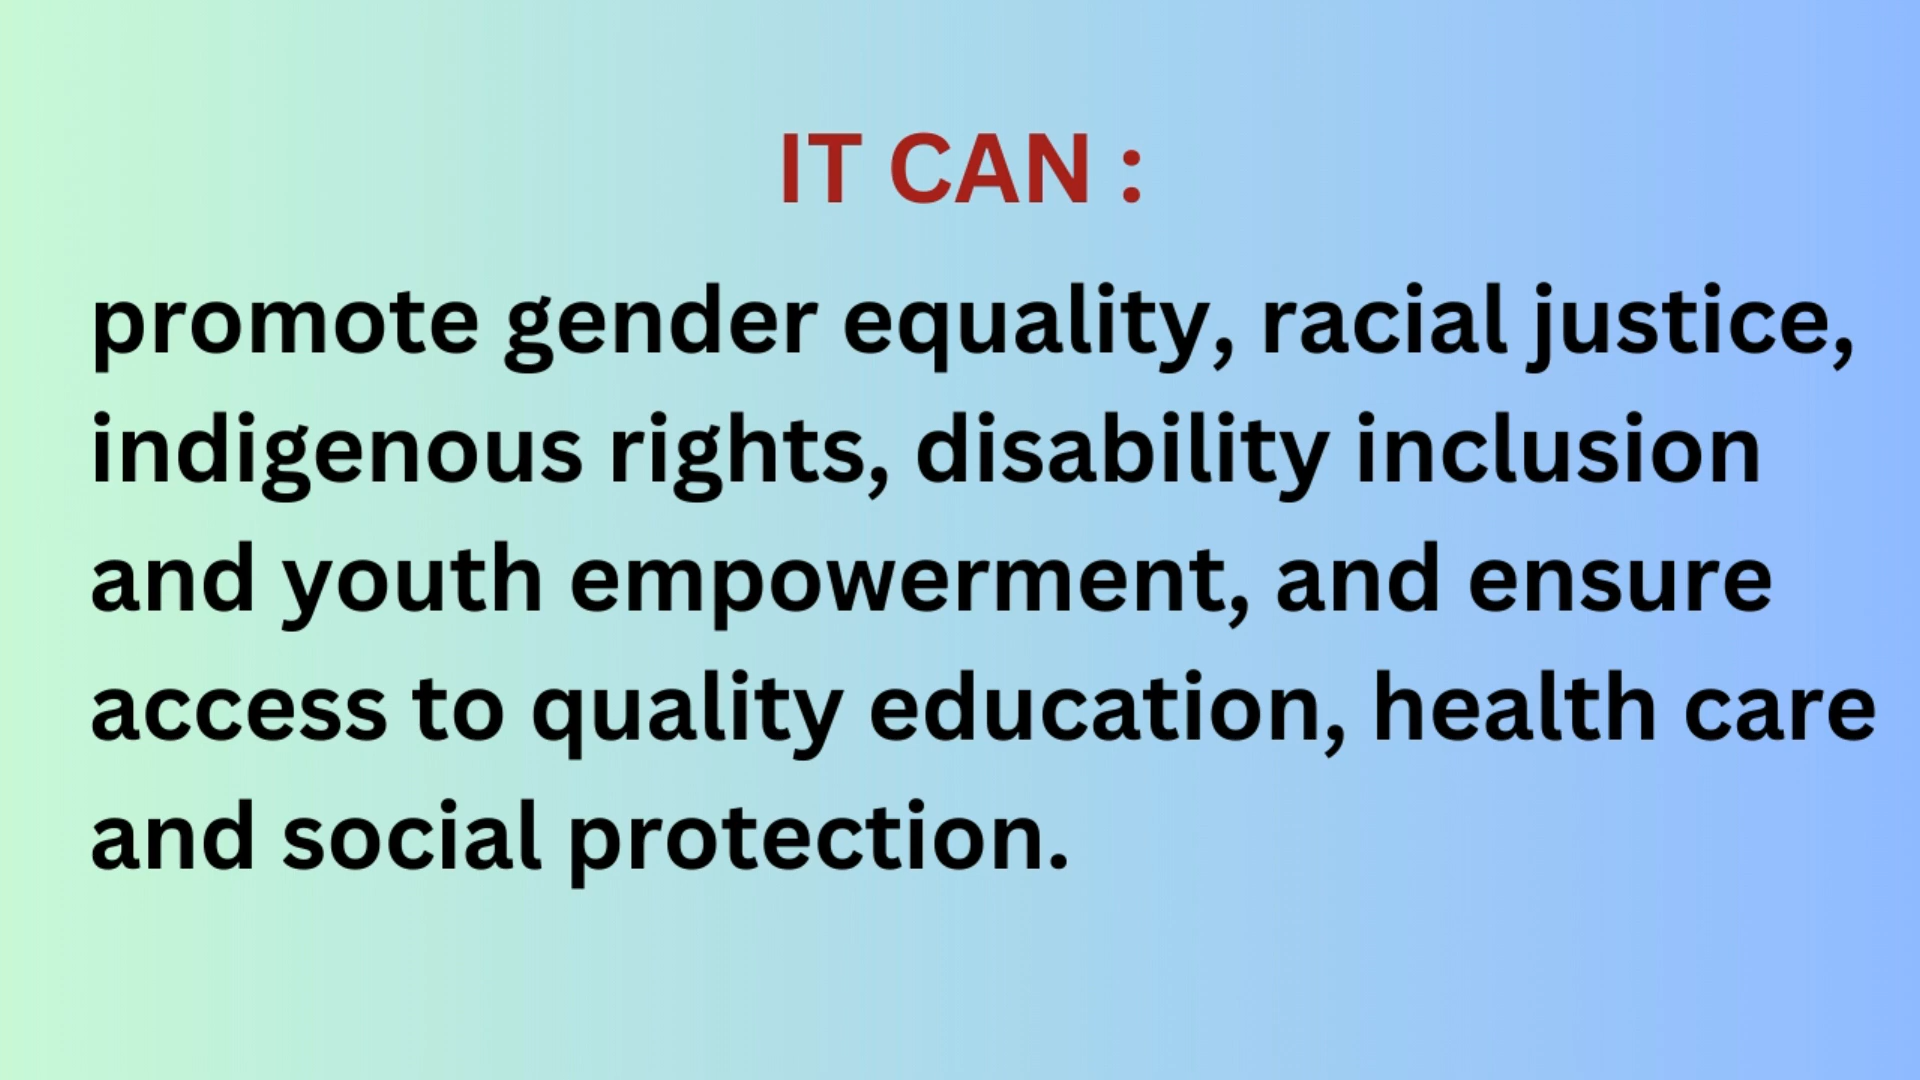 IT CAN :
promote gender equality, racial justice,
indigenous rights, disability inclusion
and youth empowerment, and ensure
access to quality education, health care
and social protection.